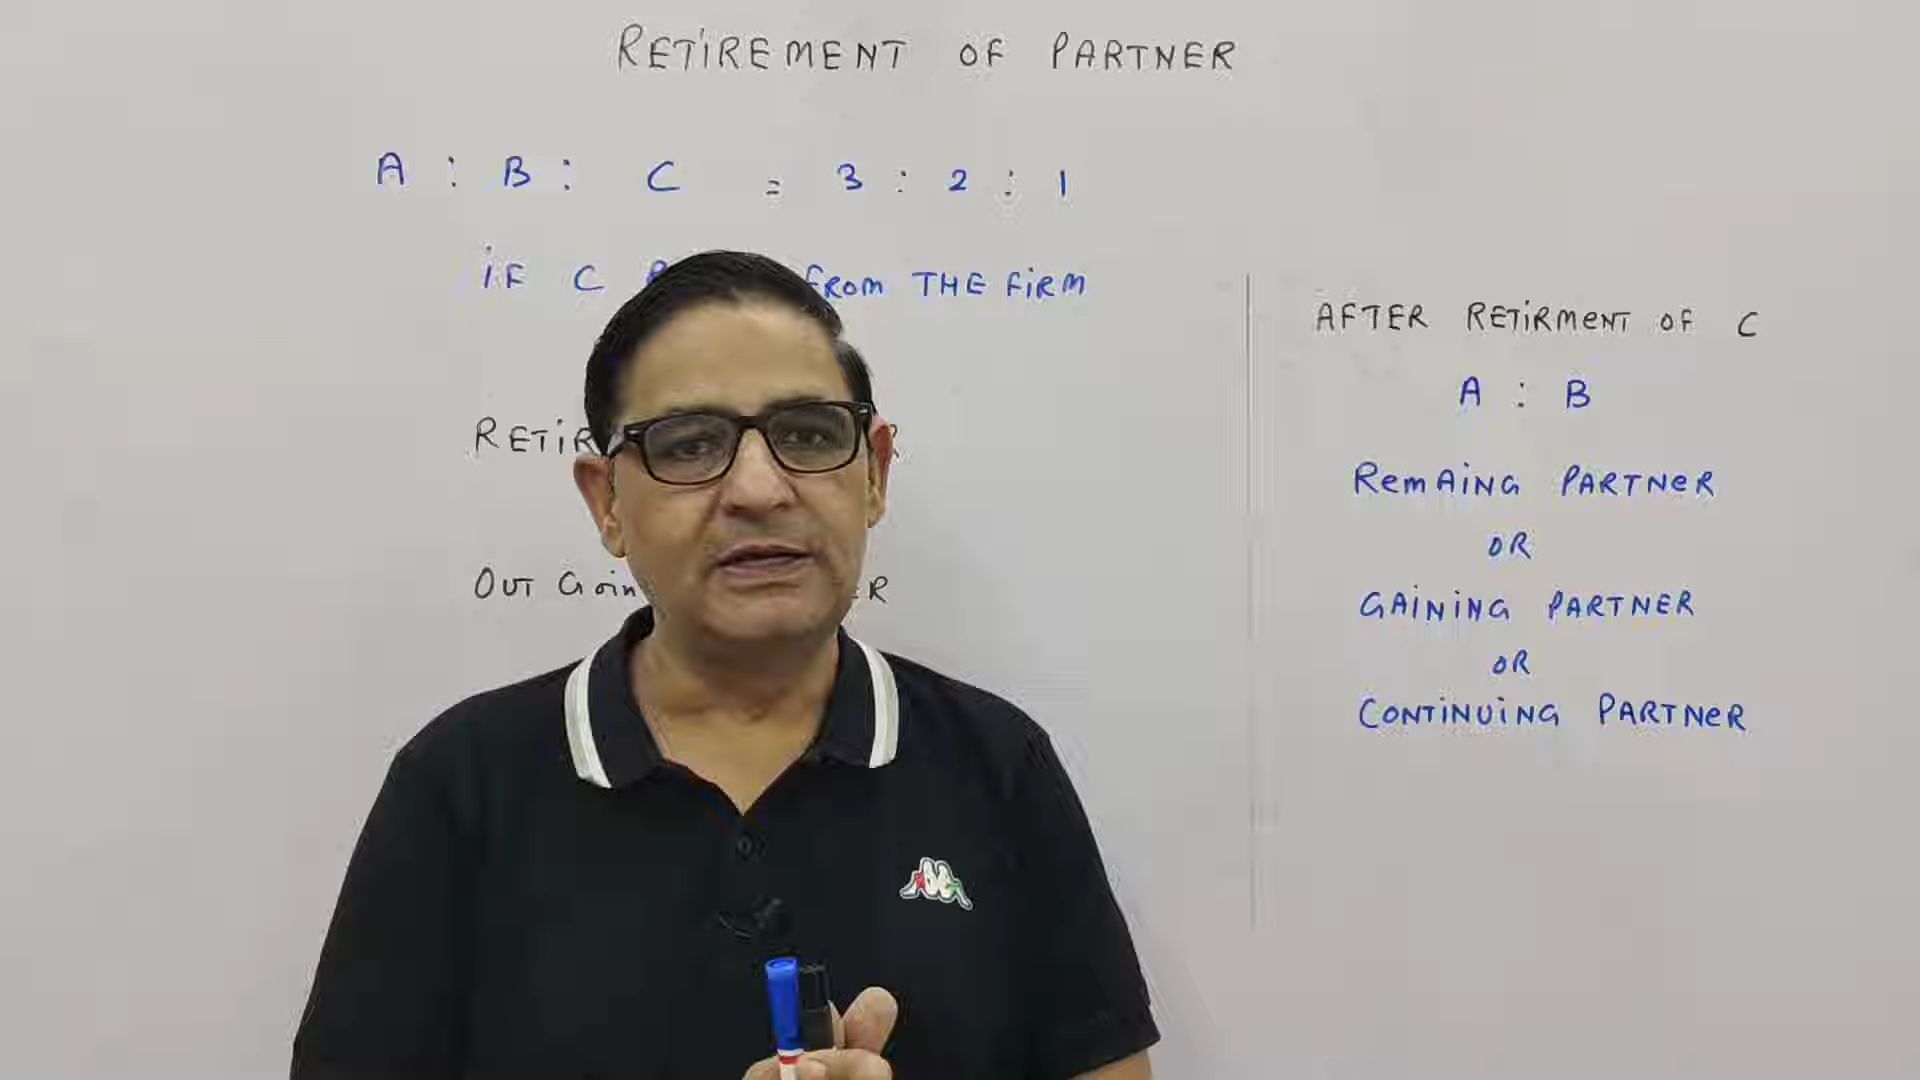 RETIREMENT OF PARTNER
A : B : C = 3 : 2 : 1
IF C FROM THE FIRM
OUT
AFTER RETIRMENT OF C
A : B
REMAING PARTNER
OR
GAINING PARTNER
OR
CONTINUING PARTNER